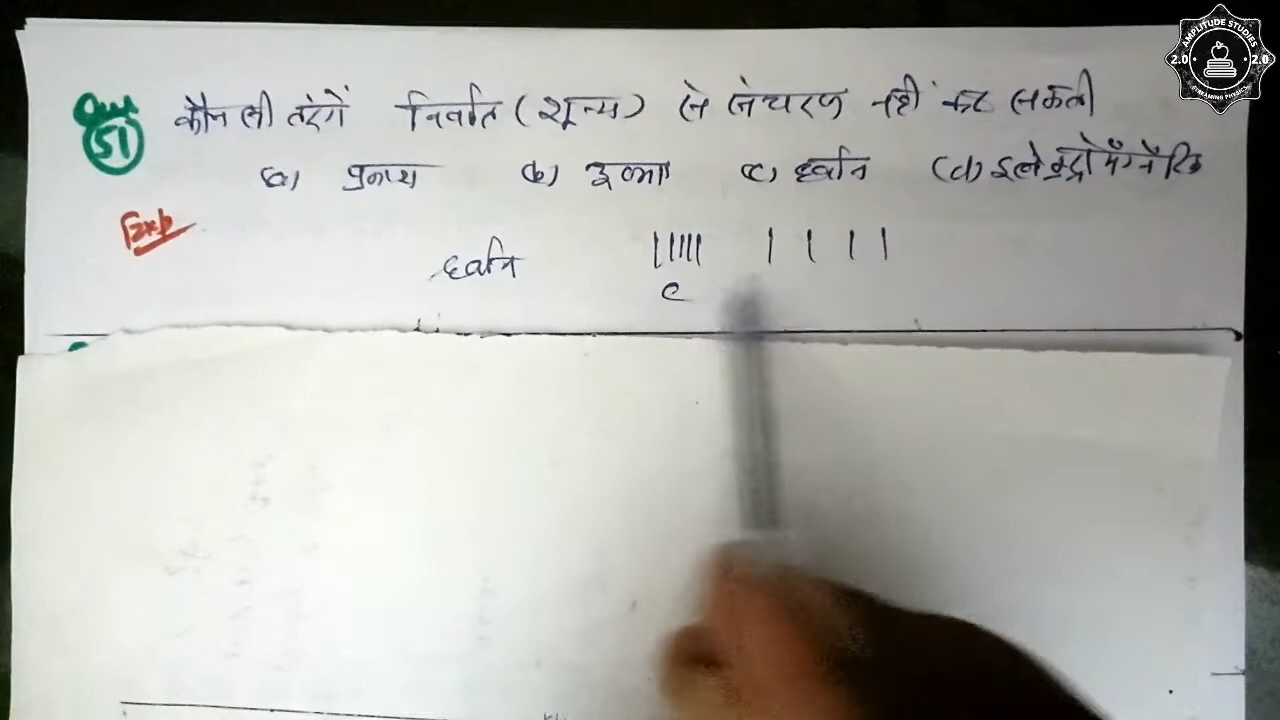 AMPLITUDE STUDIES
2.0 2.0
Que 51 कौन सी तरंगें निर्वात (शून्य) से संचरण नहीं कर सकती
(a) प्रकाश (b) ऊष्मा (c) ध्वनि (d) इलेक्ट्रोमैग्नेटिक
Exp
ध्वनि
C